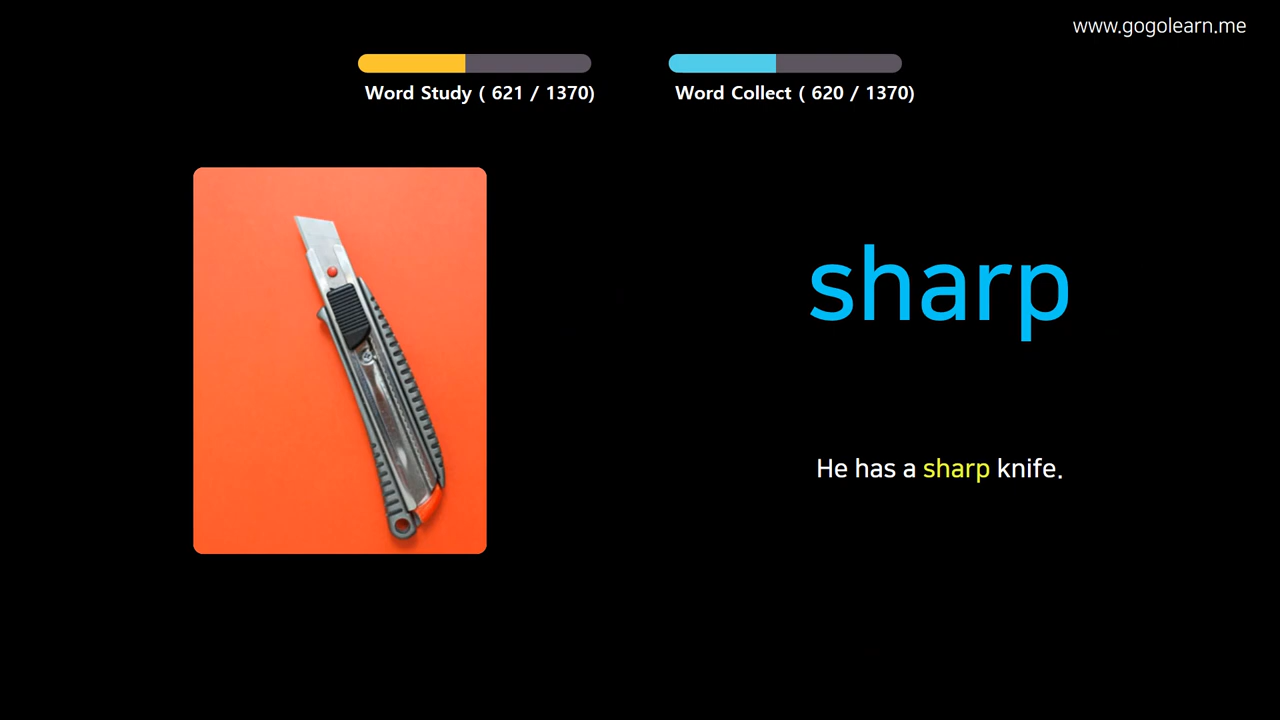 www.gogolearn.me
Word Study ( 621 / 1370)
Word Collect ( 620 / 1370)
sharp
He has a sharp knife.